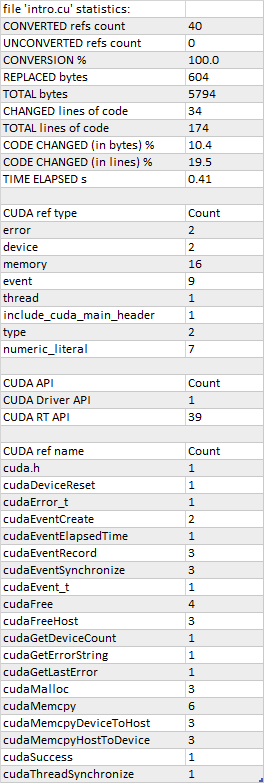 file 'intro.cu' statistics:
CONVERTED refs count 40
UNCONVERTED refs count 0
CONVERSION % 100.0
REPLACED bytes 604
TOTAL bytes 5794
CHANGED lines of code 34
TOTAL lines of code 174
CODE CHANGED (in bytes) % 10.4
CODE CHANGED (in lines) % 19.5
TIME ELAPSED s 0.41
CUDA ref type Count
error 2
device 2
memory 16
event 9
thread 1
include_cuda_main_header 1
type 2
numeric_literal 7
CUDA API Count
CUDA Driver API 1
CUDA RT API 39
CUDA ref name Count
cuda.h 1
cudaDeviceReset 1
cudaError_t 1
cudaEventCreate 2
cudaEventElapsedTime 1
cudaEventRecord 3
cudaEventSynchronize 3
cudaEvent_t 1
cudaFree 4
cudaFreeHost 3
cudaGetDeviceCount 1
cudaGetErrorString 1
cudaGetLastError 1
cudaMalloc 3
cudaMemcpy 6
cudaMemcpyDeviceToHost 3
cudaMemcpyHostToDevice 3
cudaSuccess 1
cudaThreadSynchronize 1